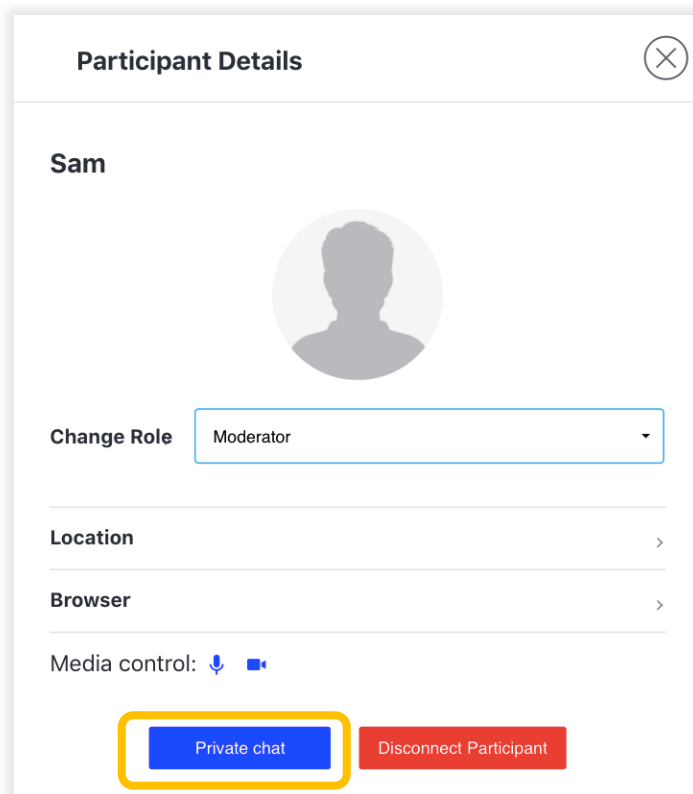 Participant Details
Sam
Change Role Moderator
Location
Browser
Media control:
Private chat Disconnect Participant